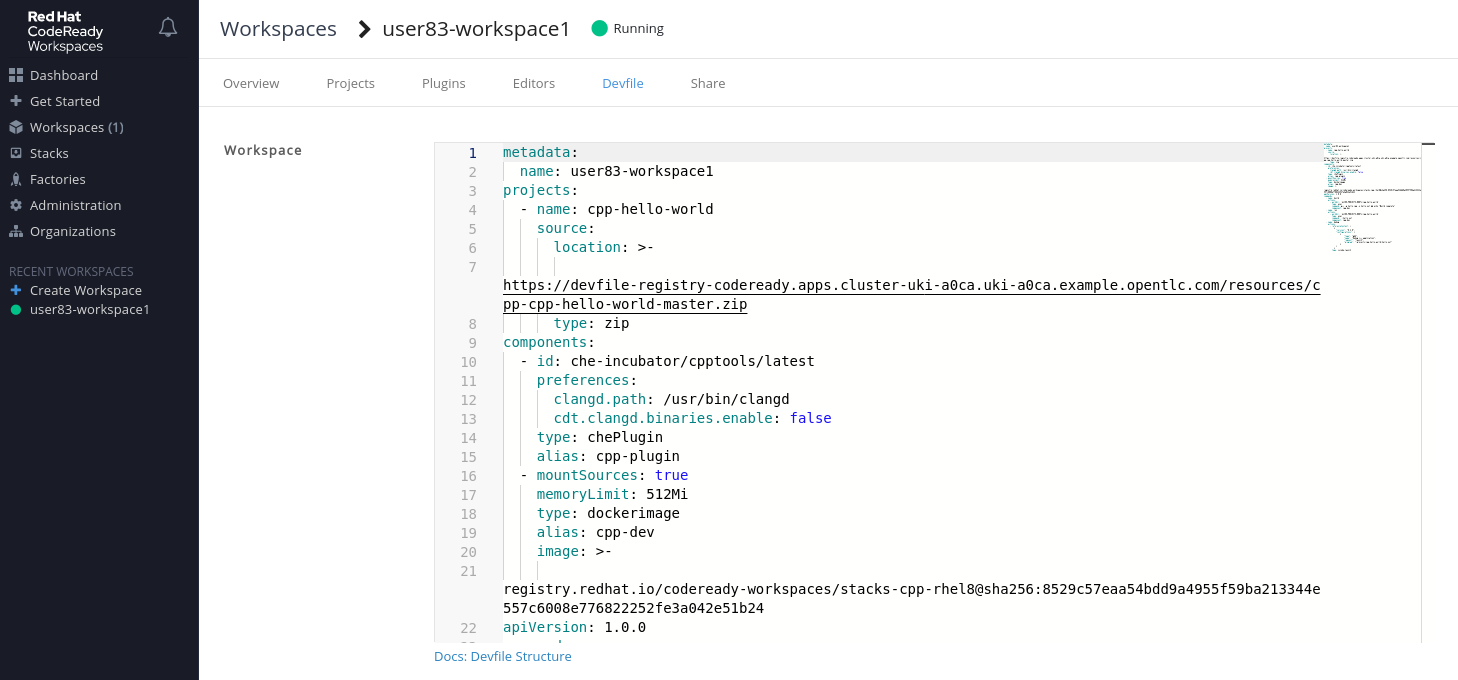 Red Hat
CodeReady
Workspaces
Dashboard
Get Started
Workspaces (1)
Stacks
Factories
Administration
Organizations
RECENT WORKSPACES
Create Workspace
user83-workspace1
Workspaces > user83-workspace1 Running
Overview Projects Plugins Editors Devfile Share
Workspace
1 metadata:
2 name: user83-workspace1
3 projects:
4 - name: cpp-hello-world
5 source:
6 location: >-
7
https://devfile-registry-codeready.apps.cluster-uki-a0ca.uki-a0ca.example.opentlc.com/resources/c
pp-cpp-hello-world-master.zip
8 type: zip
9 components:
10 - id: che-incubator/cpptools/latest
11 preferences:
12 clangd.path: /usr/bin/clangd
13 cdt.clangd.binaries.enable: false
14 type: chePlugin
15 alias: cpp-plugin
16 - mountSources: true
17 memoryLimit: 512Mi
18 type: dockerimage
19 alias: cpp-dev
20 image: >-
21
registry.redhat.io/codeready-workspaces/stacks-cpp-rhel8@sha256:8529c57eaa54bdd9a4955f59ba213344e
557c6008e776822252fe3a042e51b24
22 apiVersion: 1.0.0
Docs: Devfile Structure